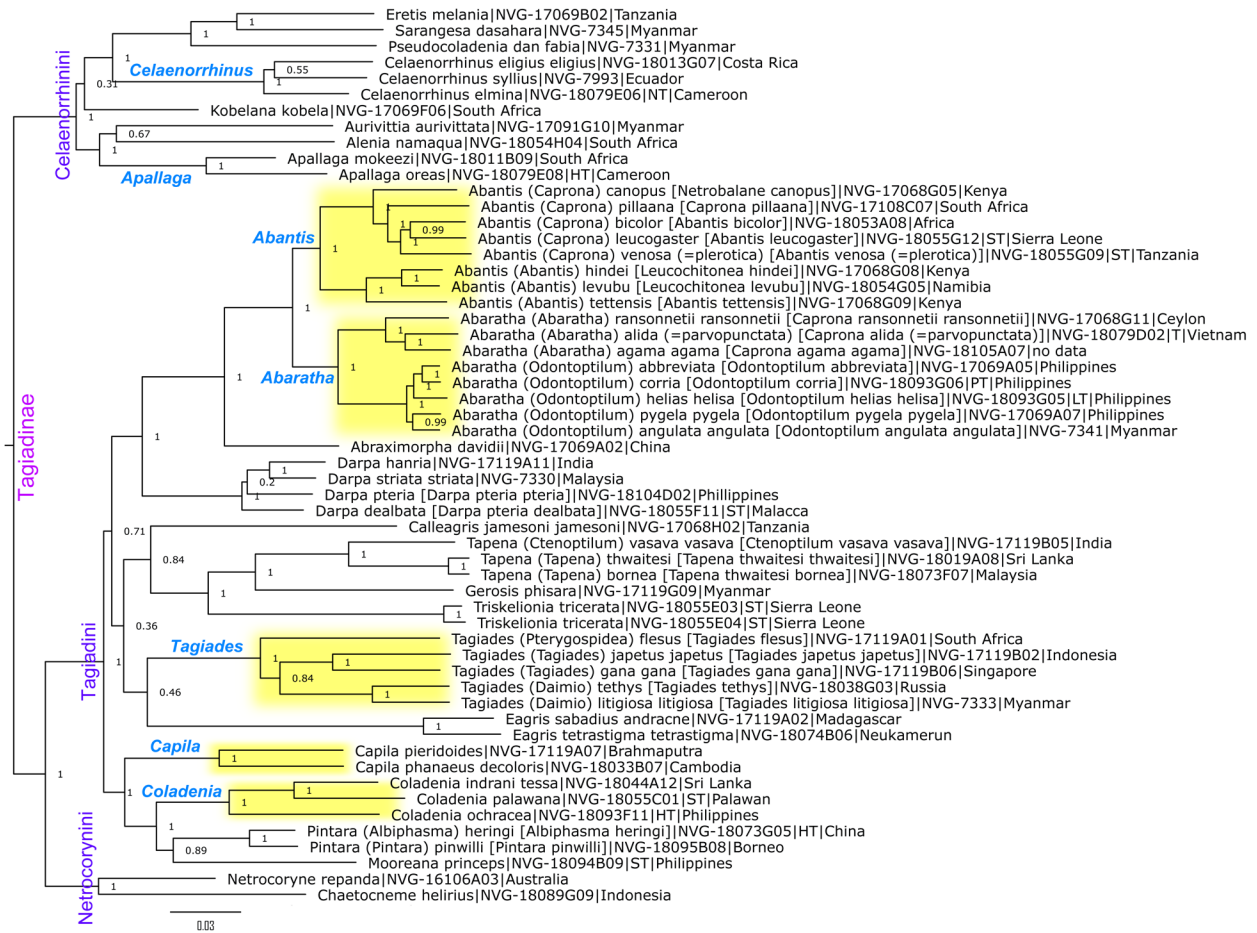 Eretis melania|NVG-17069B02|Tanzania
1
Sarangesa dasahara|NVG-7345|Myanmar
1
Pseudocoladenia dan fabia|NVG-7331|Myanmar
1
Celaenorrhinus eligius eligius|NVG-18013G07|Costa Rica
Celaenorrhinus
0.55
Celaenorrhinus syllius|NVG-7993|Ecuador
0.31
1
Celaenorrhinus elmina|NVG-18079E06|NT|Cameroon
Kobelana kobela|NVG-17069F06|South Africa
1
Celaenorrhinini
Aurivittia aurivittata|NVG-17091G10|Myanmar
0.67
Alenia namaqua|NVG-18054H04|South Africa
1
Apallaga mokeezi|NVG-18011B09|South Africa
1
Apallaga
Apallaga oreas|NVG-18079E08|HT|Cameroon
Abantis (Caprona) canopus [Netrobalane canopus]|NVG-17068G05|Kenya
1
Abantis (Caprona) pillaana [Caprona pillaana]|NVG-17108C07|South Africa
Abantis (Caprona) bicolor [Abantis bicolor]|NVG-18053A08|Africa
1
0.99
Abantis
Abantis (Caprona) leucogaster [Abantis leucogaster]|NVG-18055G12|ST|Sierra Leone
1
1
Abantis (Caprona) venosa (=plerotica) [Abantis venosa (=plerotica)]|NVG-18055G09|ST|Tanzania
Abantis (Abantis) hindei [Leucochitonea hindei]|NVG-17068G08|Kenya
1
Abantis (Abantis) levubu [Leucochitonea levubu]|NVG-18054G05|Namibia
1
Abantis (Abantis) tettensis [Abantis tettensis]|NVG-17068G09|Kenya
1
Abaratha (Abaratha) ransonnetii [Caprona ransonnetii ransonnetii]|NVG-17068G11|Ceylon
1
Abaratha (Abaratha) alida (=parvopunctata) [Caprona alida (=parvopunctata)]|NVG-18079D02|T|Vietnam
1
Abaratha (Abaratha) agama agama [Caprona agama agama]|NVG-18105A07|no data
1
Abaratha (Odontoptilum) abbreviata [Odontoptilum abbreviata]|NVG-17069A05|Philippines
1
Abaratha
1
Abaratha (Odontoptilum) corria [Odontoptilum corria]|NVG-18093G06|PT|Philippines
1
Abaratha (Odontoptilum) helias helisa [Odontoptilum helias helisa]|NVG-18093G05|LT|Philippines
1
Abaratha (Odontoptilum) pygela pygela [Odontoptilum pygela pygela]|NVG-17069A07|Philippines
0.99
Abaratha (Odontoptilum) angulata angulata [Odontoptilum angulata angulata]|NVG-7341|Myanmar
1
Abraximorpha davidii|NVG-17069A02|China
Tagiadinae
Darpa hanria|NVG-17119A11|India
1
Darpa striata striata|NVG-7330|Malaysia
0.2
Darpa pteria [Darpa pteria pteria]|NVG-18104D02|Phillippines
1
Darpa dealbata [Darpa pteria dealbata]|NVG-18055F11|ST|Malacca
Calleagris jamesoni jamesoni|NVG-17068H02|Tanzania
0.71
Tapena (Ctenoptilum) vasava vasava [Ctenoptilum vasava vasava]|NVG-17119B05|India
1
0.84
Tapena (Tapena) thwaitesi [Tapena thwaitesi thwaitesi]|NVG-18019A08|Sri Lanka
1
1
Tapena (Tapena) bornea [Tapena thwaitesi bornea]|NVG-18073F07|Malaysia
Gerosis phisara|NVG-17119G09|Myanmar
1
Triskelionia tricerata|NVG-18055E03|ST|Sierra Leone
1
0.36
Triskelionia tricerata|NVG-18055E04|ST|Sierra Leone
Tagiadini
Tagiades
Tagiades (Pterygospidea) flesus [Tagiades flesus]|NVG-17119A01|South Africa
1
Tagiades (Tagiades) japetus japetus [Tagiades japetus japetus]|NVG-17119B02|Indonesia
1
1
Tagiades (Tagiades) gana gana [Tagiades gana gana]|NVG-17119B06|Singapore
0.84
Tagiades (Daimio) tethys [Tagiades tethys]|NVG-18038G03|Russia
0.46
1
Tagiades (Daimio) litigiosa litigiosa [Tagiades litigiosa litigiosa]|NVG-7333|Myanmar
Eagris sabadius andracne|NVG-17119A02|Madagascar
1
Eagris tetrastigma tetrastigma|NVG-18074B06|Neukamerun
Capila
Capila pieridoides|NVG-17119A07|Brahmaputra
1
Capila phanaeus decoloris|NVG-18033B07|Cambodia
1
Coladenia indrani tessa|NVG-18044A12|Sri Lanka
1
Coladenia
1
Coladenia palawana|NVG-18055C01|ST|Palawan
1
Coladenia ochracea|NVG-18093F11|HT|Philippines
1
Pintara (Albiphasma) heringi [Albiphasma heringi]|NVG-18073G05|HT|China
1
Pintara (Pintara) pinwilli [Pintara pinwilli]|NVG-18095B08|Borneo
0.89
Mooreana princeps|NVG-18094B09|ST|Philippines
Netrocorynini
Netrocoryne repanda|NVG-16106A03|Australia
1
Chaetocneme helirius|NVG-18089G09|Indonesia
0.03